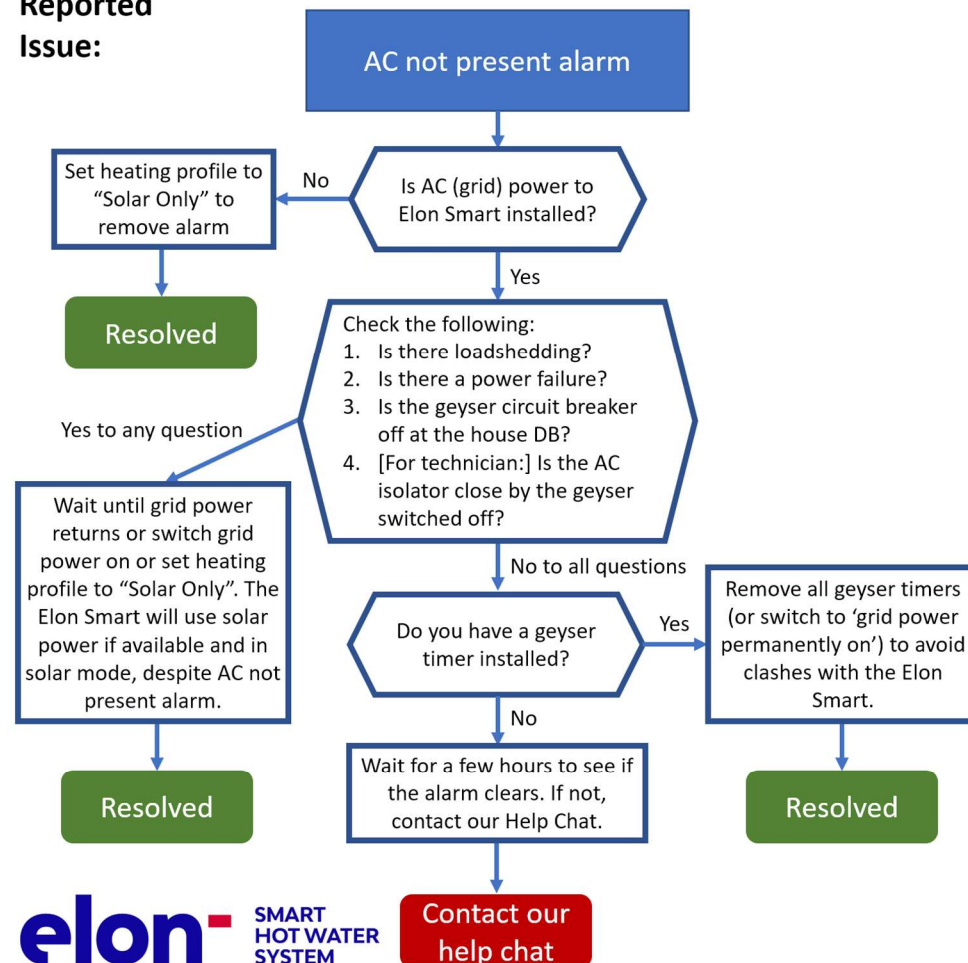 Reported
Issue:
AC not present alarm
Set heating profile to
“Solar Only” to
remove alarm
No
Is AC (grid) power to
Elon Smart installed?
Yes
Resolved
Check the following:
1. Is there loadshedding?
2. Is there a power failure?
3. Is the geyser circuit breaker
off at the house DB?
4. [For technician:] Is the AC
isolator close by the geyser
switched off?
Yes to any question
Wait until grid power
returns or switch grid
power on or set heating
profile to “Solar Only”. The
Elon Smart will use solar
power if available and in
solar mode, despite AC not
present alarm.
Resolved
No to all questions
Do you have a geyser
timer installed?
Yes
Remove all geyser timers
(or switch to ‘grid power
permanently on’) to avoid
clashes with the Elon
Smart.
Resolved
No
Wait for a few hours to see if
the alarm clears. If not,
contact our Help Chat.
Contact our
help chat
elon
SMART
HOT WATER
SYSTEM